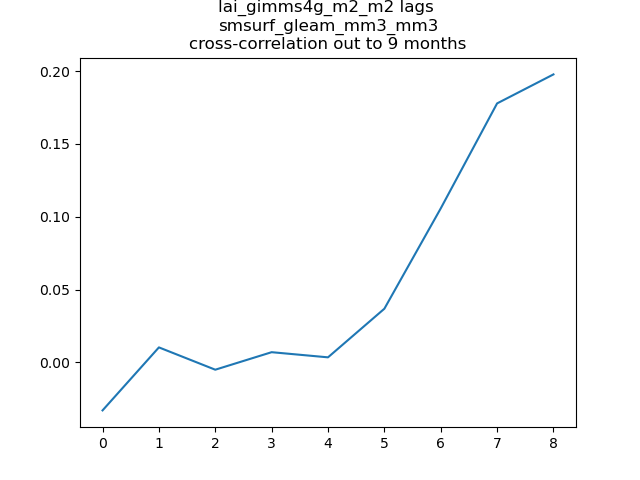 lai_gimms4g_m2_m2 lags
smsurf_gleam_mm3_mm3
cross-correlation out to 9 months
0.20
0.15
0.10
0.05
0.00
0 1 2 3 4 5 6 7 8